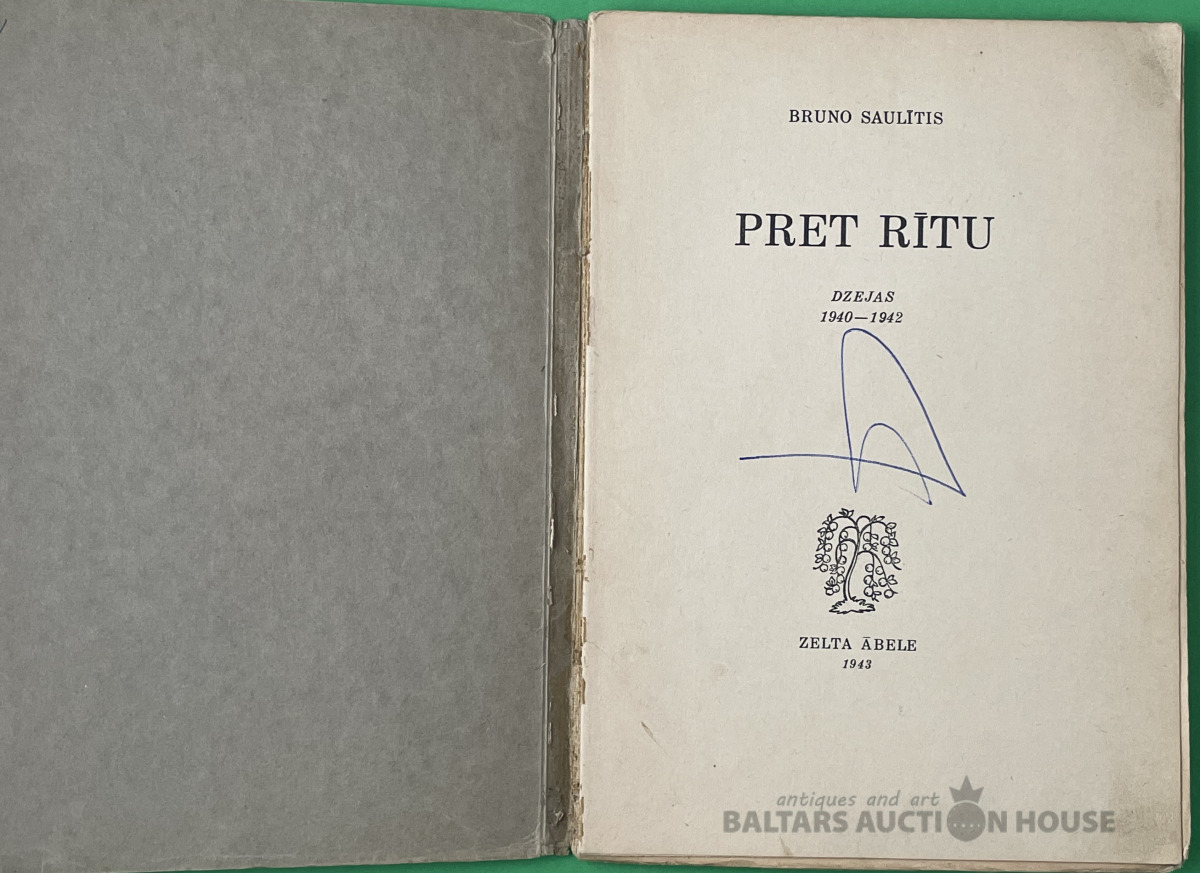 BRUNO SAULĪTIS
PRET RĪTU
DZEJAS
1940—1942
ZELTA ĀBELE
1943
antiques and art
BALTARS AUCTION HOUSE